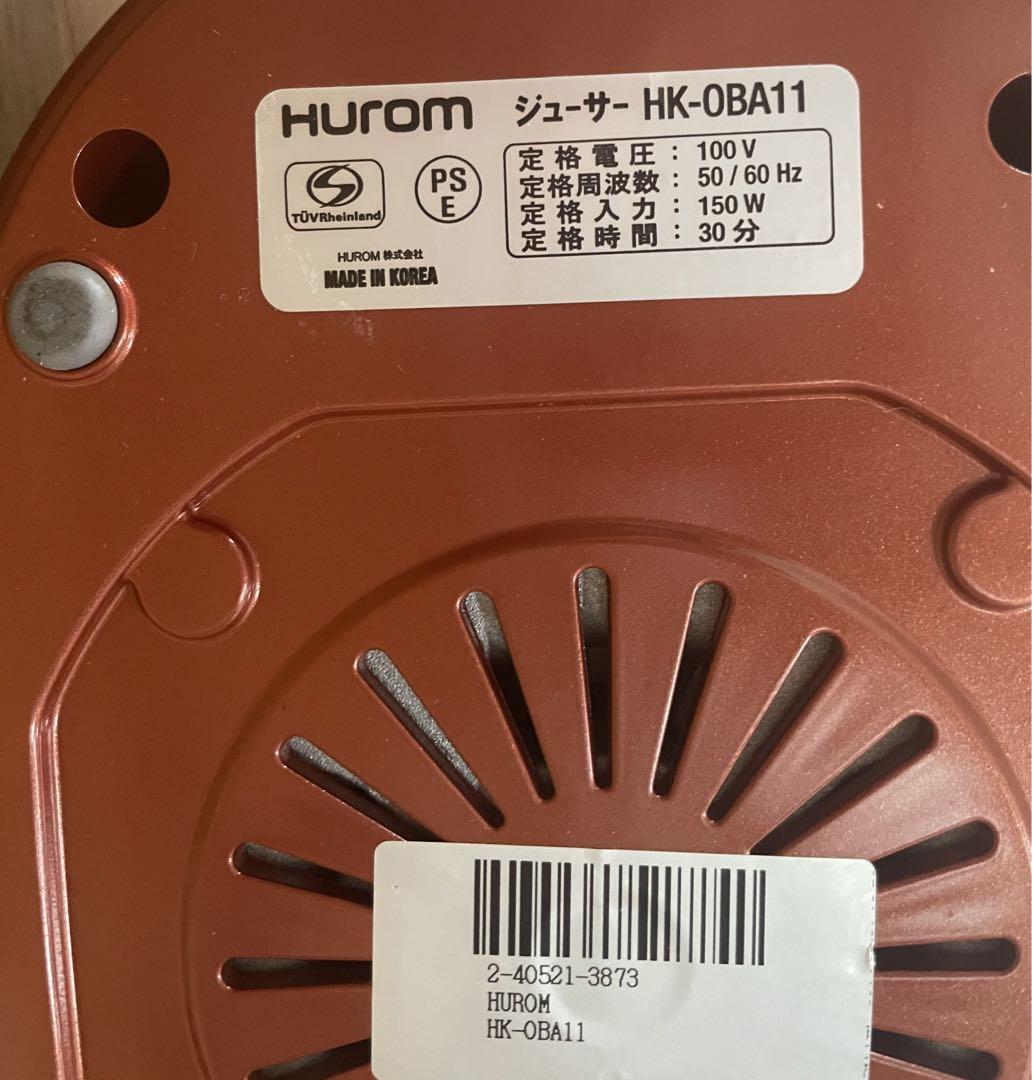 HUROM ジューサー HK-OBA11
TÜVRheinland
PS
E
定格電圧 : 100 V
定格周波数 : 50 / 60 Hz
定格入力 : 150 W
定格時間 : 30 分
HUROM 株式会社
MADE IN KOREA
2-40521-3873
HUROM
HK-OBA11